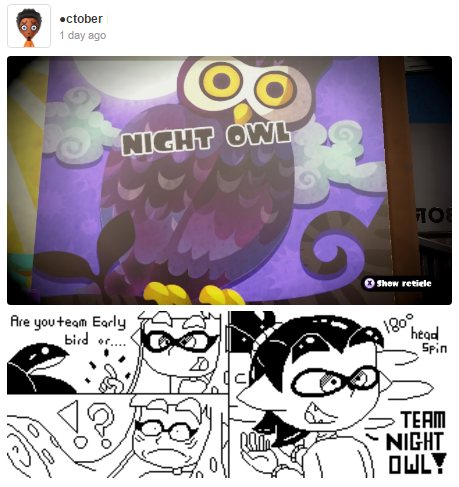 ●ctober
1 day ago
NIGHT OWL
X Show reticle
Are you team Early
bird or....
!?
180°
head
Spin
TEAM
NIGHT
OWL!